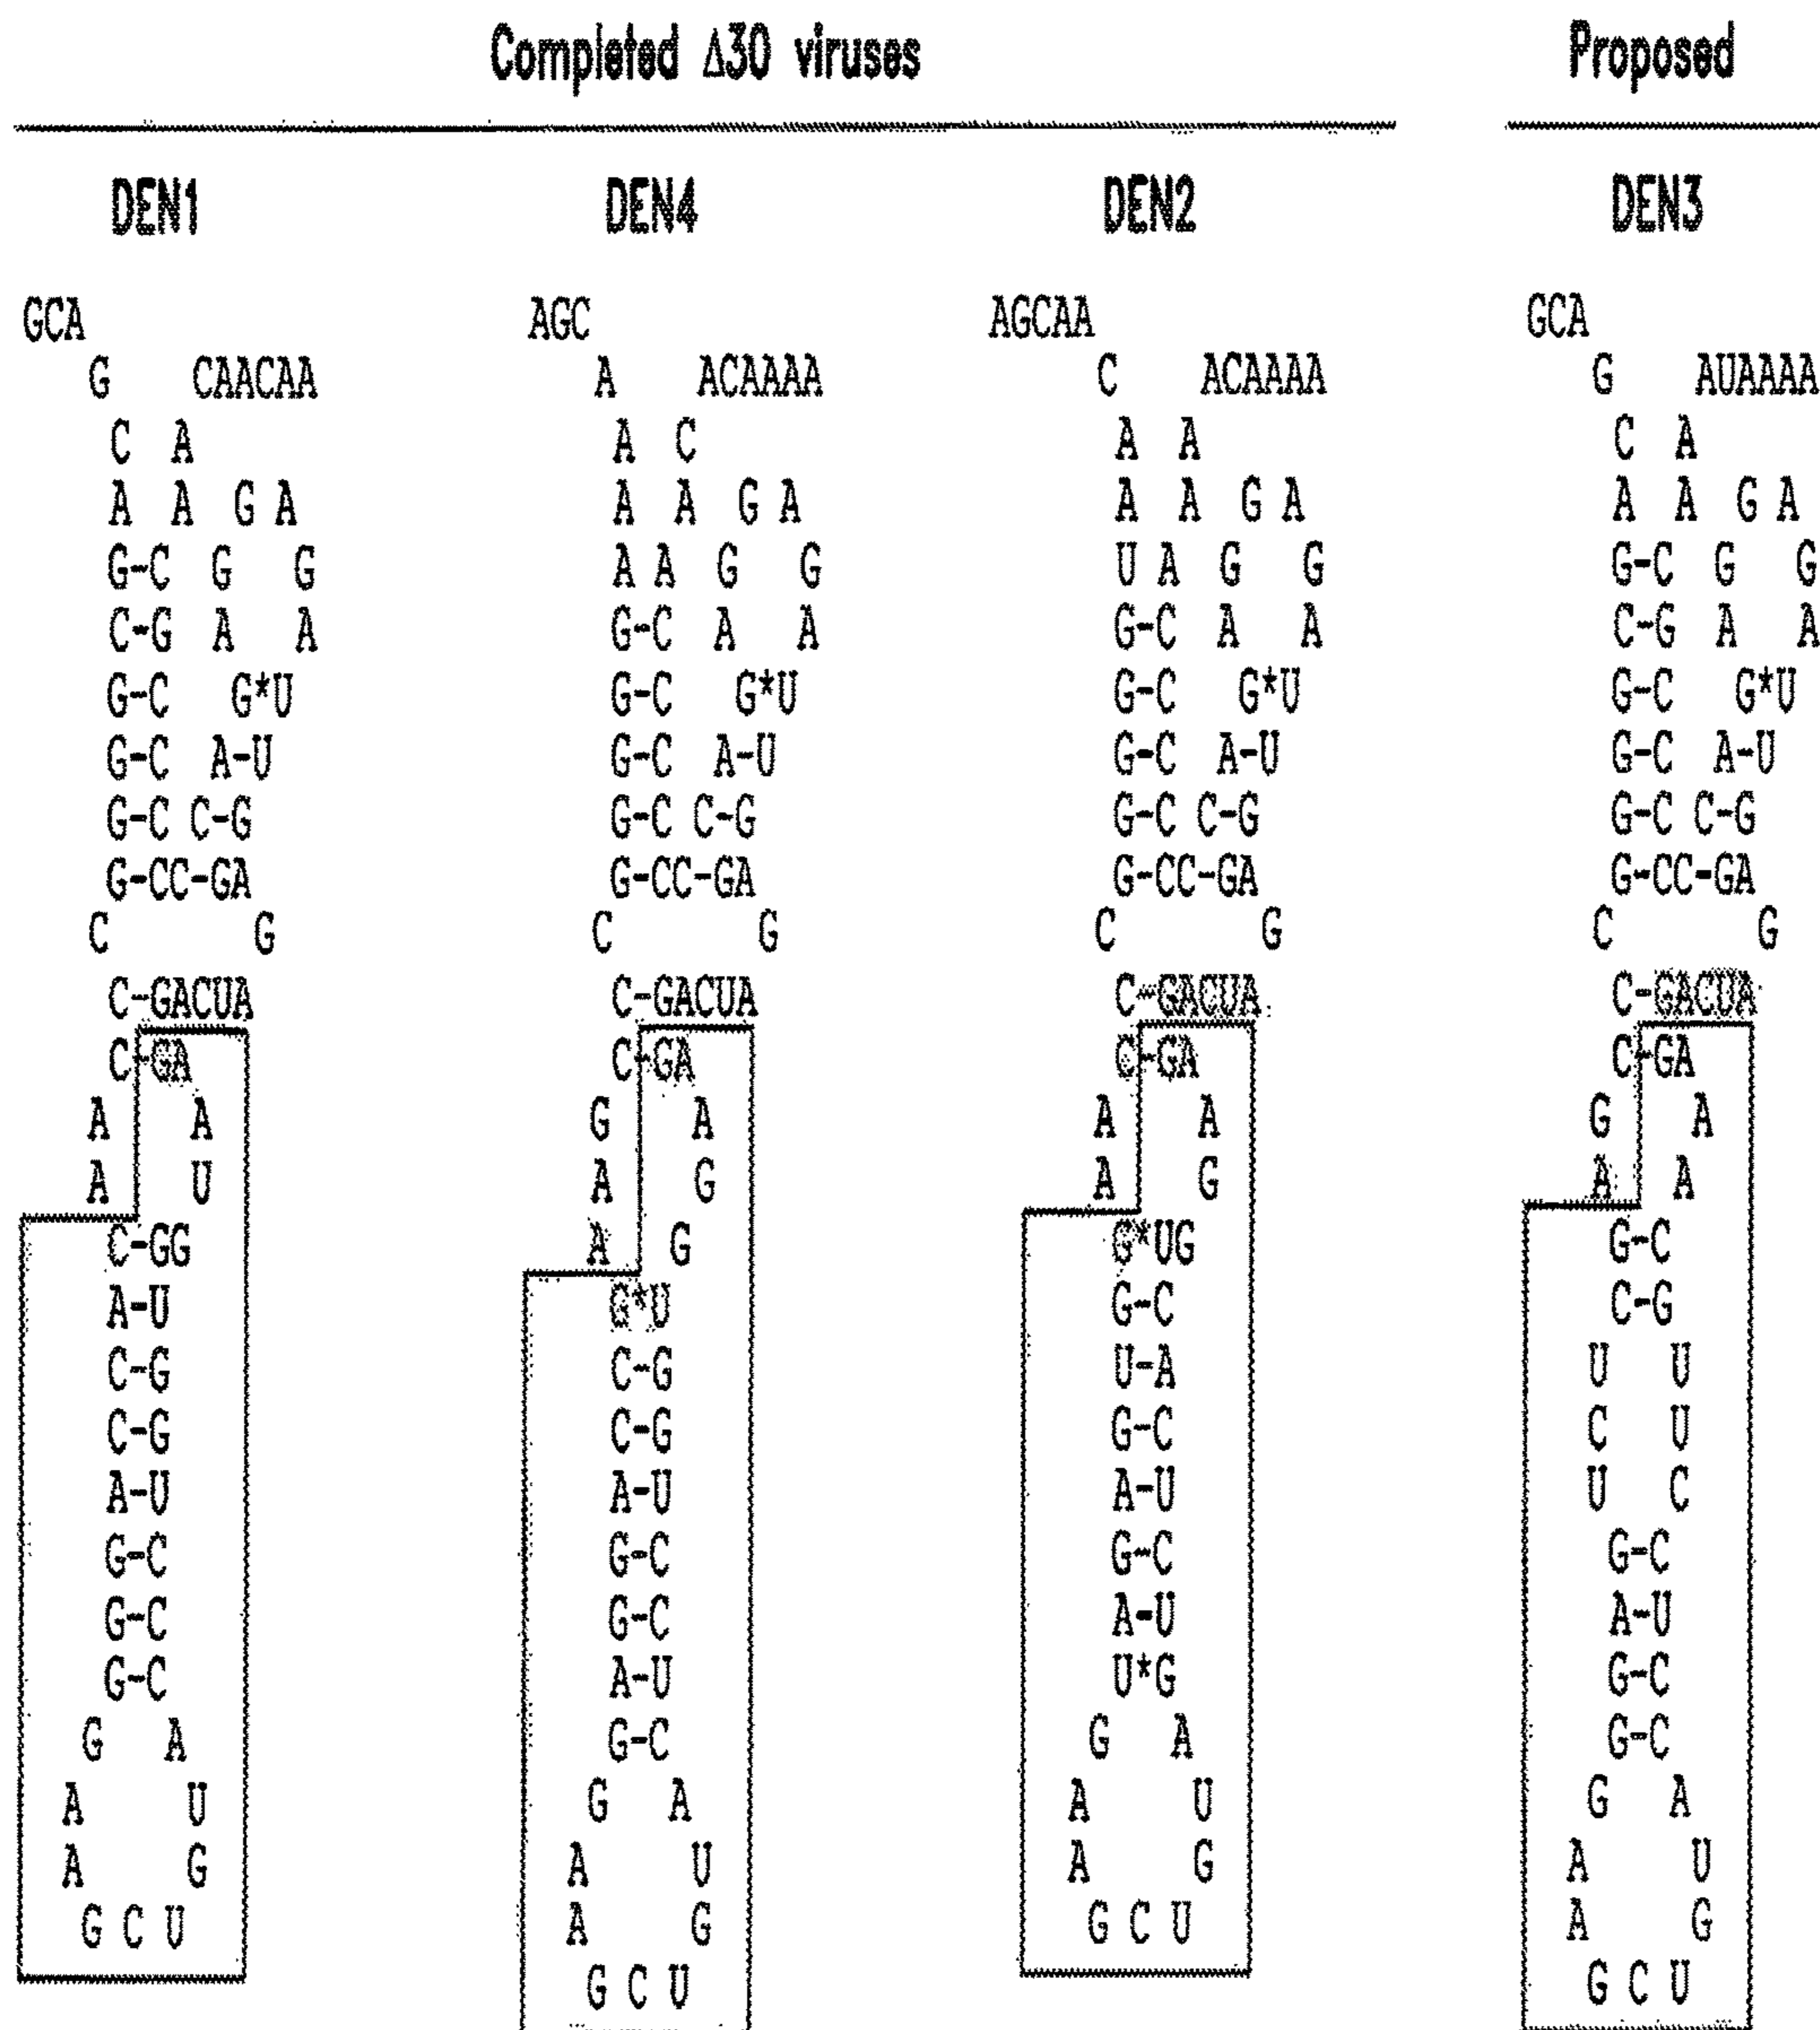 Completed Δ30 viruses Proposed
DEN1 DEN4 DEN2 DEN3
GCA AGC AGCAA GCA
G CAACAA A ACAAAA C ACAAAA G AUAAAA
C A A C A A C A
A A G A A A G A A A G A A A G A
G-C G G A A G G U A G G G-C G G
C-G A A G-C A A G-C A A C-G A A
G-C G*U G-C G*U G-C G*U G-C G*U
G-C A-U G-C A-U G-C A-U G-C A-U
G-C C-G G-C C-G G-C C-G G-C C-G
G-CC-GA G-CC-GA G-CC-GA G-CC-GA
C G C G C G C G
C-GACUA C-GACUA C-GACUA C-GACUA
C-GA C-GA C-GA C-GA
A A G A A A G A
A U A G A G A A
C-GG A G G*UG G-C
A-U G*U G-C C-G
C-G C-G U-A U U
C-G C-G G-C C U
A-U A-U A-U U C
G-C G-C G-C G-C
G-C G-C A-U A-U
G-C A-U U*G G-C
G A G-C G A G-C
A U G A A U G A
A G A U A G A U
G C U A G G C U A G
G C U G C U